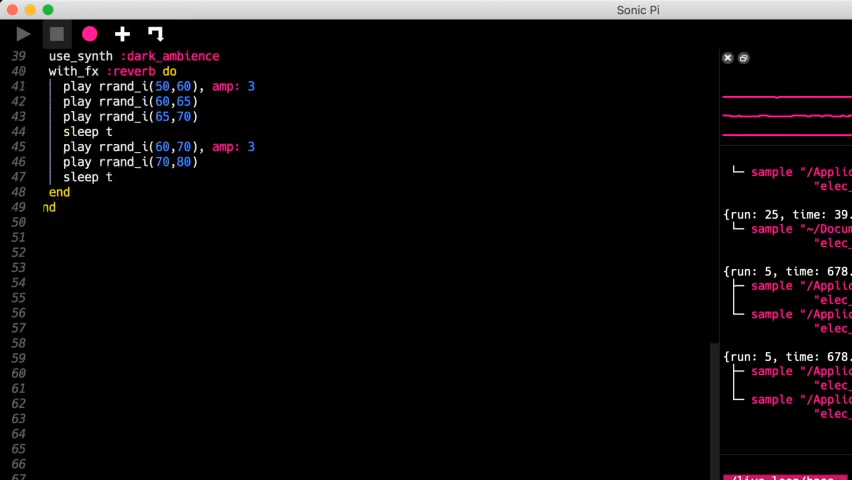 Sonic Pi
39 use_synth :dark_ambience
40 with_fx :reverb do
41 play rrand_i(50,60), amp: 3
42 play rrand_i(60,65)
43 play rrand_i(65,70)
44 sleep t
45 play rrand_i(60,70), amp: 3
46 play rrand_i(70,80)
47 sleep t
48 end
49 nd
50
51
52
53
54
55
56
57
58
59
60
61
62
63
64
65
66
67
sample "/Applic
"elec_
{run: 25, time: 39.
sample "~/Docum
"elec_
{run: 5, time: 678.
sample "/Applic
"elec_
sample "/Applic
"elec_
{run: 5, time: 678.
sample "/Applic
"elec_
sample "/Applic
"elec_